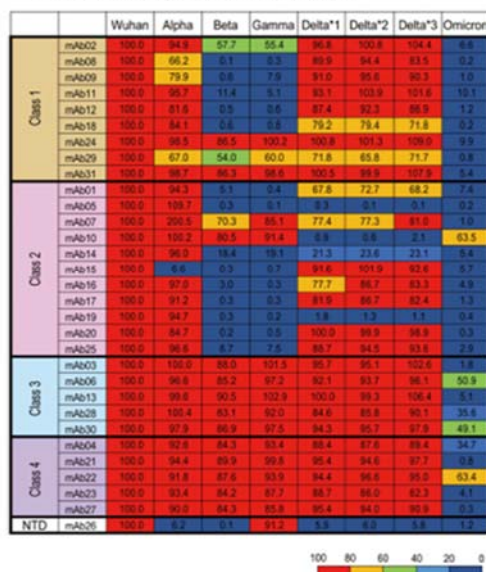 Wuhan Alpha Beta Gamma Delta*1 Delta*2 Delta*3 Omicron
Class 1
mAb02 100.0 94.9 57.7 55.4 96.8 100.8 104.4 6.6
mAb08 100.0 66.2 0.1 0.3 89.9 94.4 83.5 0.2
mAb09 100.0 79.9 0.6 7.9 91.0 95.6 90.3 1.0
mAb11 100.0 95.7 11.4 5.1 93.1 103.9 101.6 10.1
mAb12 100.0 81.6 0.5 0.6 87.4 92.3 86.9 1.2
mAb18 100.0 84.1 0.6 0.8 79.2 79.4 71.8 0.2
mAb24 100.0 98.5 86.5 100.2 100.8 101.3 109.0 9.9
mAb29 100.0 67.0 54.0 60.0 71.8 65.8 71.7 0.8
mAb31 100.0 98.7 86.3 98.6 100.5 99.9 107.9 5.4
Class 2
mAb01 100.0 94.3 5.1 0.4 67.8 72.7 68.2 7.4
mAb05 100.0 109.7 0.3 0.1 0.3 0.1 0.1 0.2
mAb07 100.0 200.5 70.3 85.1 77.4 77.3 81.0 1.0
mAb10 100.0 100.2 80.5 91.4 0.9 0.6 2.1 63.5
mAb14 100.0 96.0 18.4 19.1 21.3 23.6 23.1 5.4
mAb15 100.0 6.6 0.3 0.7 91.6 101.9 92.6 5.7
mAb16 100.0 97.0 3.0 0.3 77.7 86.7 83.3 4.9
mAb17 100.0 91.2 0.3 0.3 81.9 86.7 82.4 1.3
mAb19 100.0 94.7 0.2 0.2 1.8 1.3 1.1 0.4
mAb20 100.0 84.7 0.2 0.5 100.0 99.9 98.9 0.3
mAb25 100.0 96.6 6.7 7.5 88.7 94.5 93.6 2.9
Class 3
mAb03 100.0 100.0 88.0 101.5 95.7 95.1 102.6 1.8
mAb06 100.0 96.6 85.2 97.2 92.1 93.7 96.1 50.9
mAb13 100.0 99.6 90.5 102.9 100.0 99.3 106.4 5.1
mAb28 100.0 100.4 83.1 92.0 84.6 85.8 90.1 35.6
mAb30 100.0 97.9 86.9 97.5 94.3 95.7 97.9 49.1
Class 4
mAb04 100.0 92.6 84.3 93.4 88.4 87.6 89.4 34.7
mAb21 100.0 94.4 89.9 99.8 95.4 94.6 97.7 0.8
mAb22 100.0 91.8 87.6 93.9 94.4 96.6 95.0 63.4
mAb23 100.0 93.4 84.2 87.7 88.7 86.0 82.3 4.1
mAb27 100.0 90.0 84.3 85.8 95.4 94.0 90.9 0.3
NTD mAb26 100.0 6.2 0.1 91.2 5.9 6.0 5.8 1.2
100 80 60 40 20 0